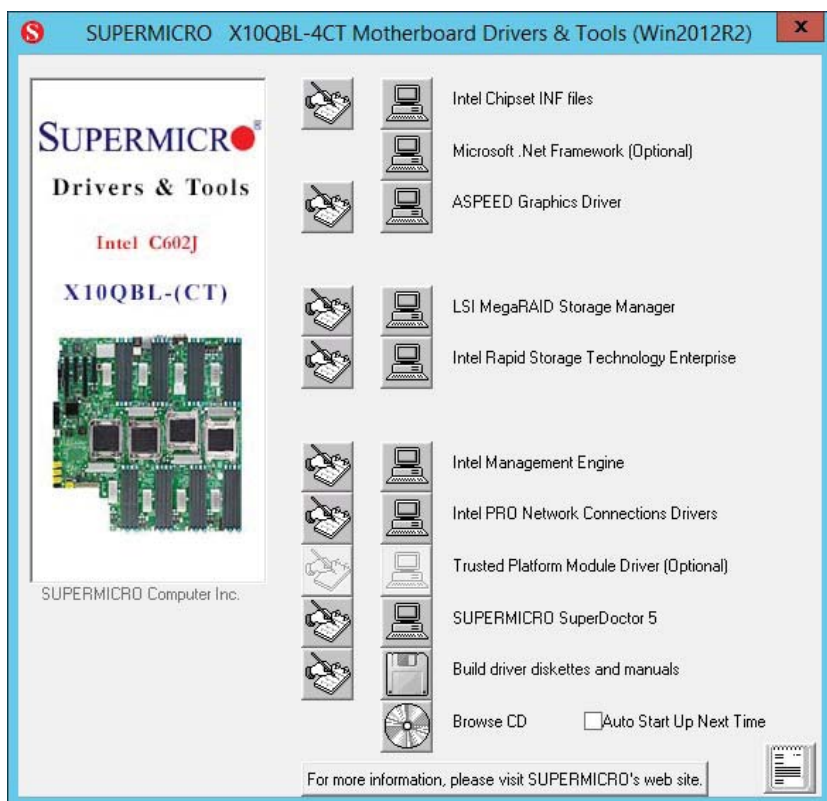 SUPERMICRO X10QBL-4CT Motherboard Drivers & Tools (Win2012R2)
x
SUPERMICRO®
Drivers & Tools
Intel C602J
X10QBL-(CT)
SUPERMICRO Computer Inc.
Intel Chipset INF files
Microsoft .Net Framework (Optional)
ASPEED Graphics Driver
LSI MegaRAID Storage Manager
Intel Rapid Storage Technology Enterprise
Intel Management Engine
Intel PRO Network Connections Drivers
Trusted Platform Module Driver (Optional)
SUPERMICRO SuperDoctor 5
Build driver diskettes and manuals
Browse CD Auto Start Up Next Time
For more information, please visit SUPERMICRO's web site.